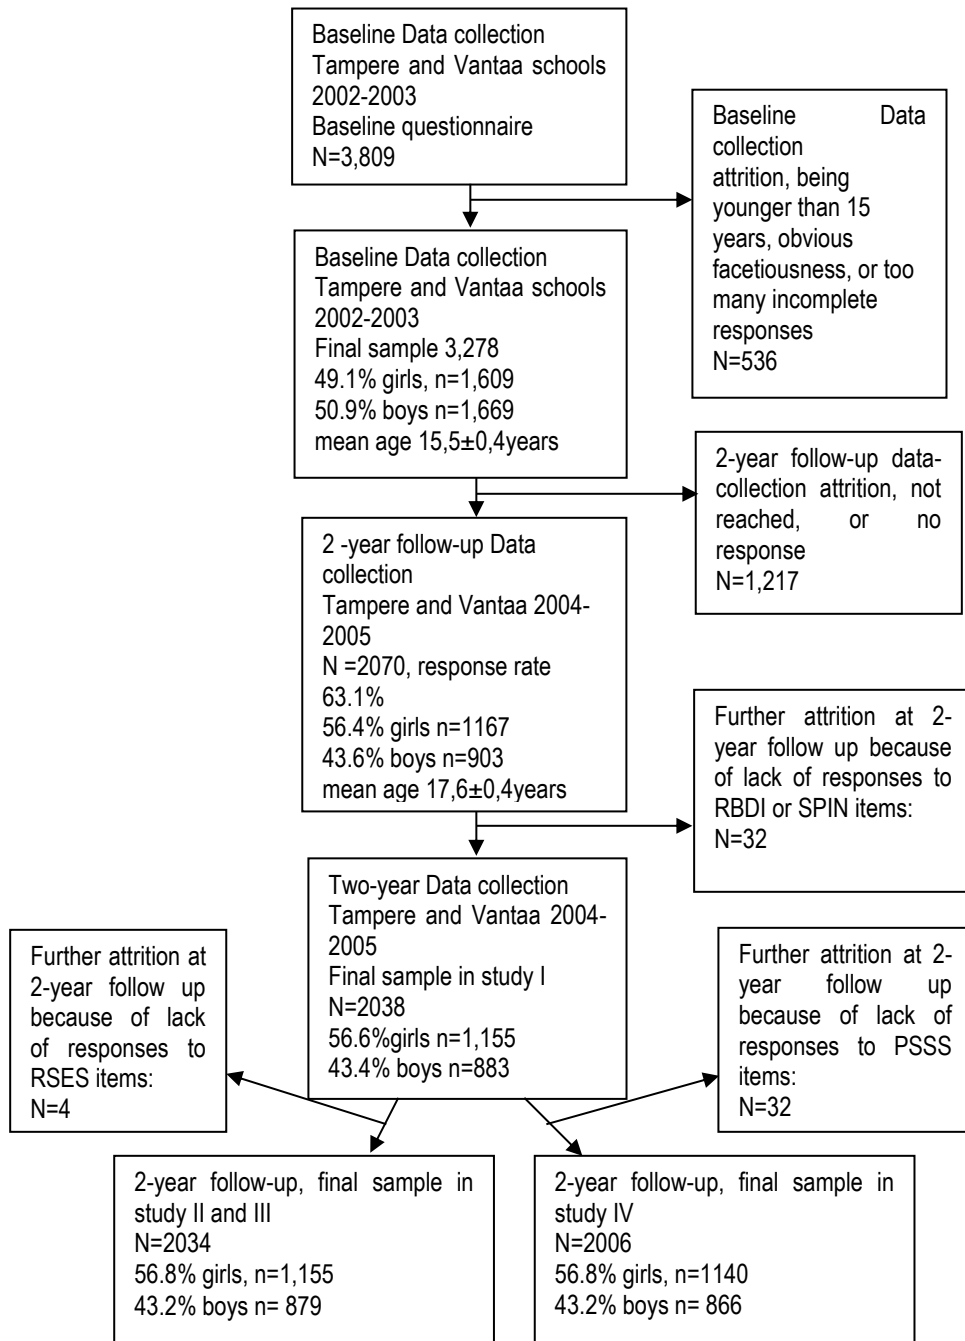 Baseline Data collection
Tampere and Vantaa schools
2002-2003
Baseline questionnaire
N=3,809
Baseline Data
collection
attrition, being
younger than 15
years, obvious
facetiousness, or too
many incomplete
responses
N=536
Baseline Data collection
Tampere and Vantaa schools
2002-2003
Final sample 3,278
49.1% girls, n=1,609
50.9% boys n=1,669
mean age 15,5±0,4years
2-year follow-up data-
collection attrition, not
reached, or no
response
N=1,217
2 -year follow-up Data
collection
Tampere and Vantaa 2004-
2005
N =2070, response rate
63.1%
56.4% girls n=1167
43.6% boys n=903
mean age 17,6±0,4years
Further attrition at 2-
year follow up because
of lack of responses to
RBDI or SPIN items:
N=32
Two-year Data collection
Tampere and Vantaa 2004-
2005
Final sample in study I
N=2038
56.6%girls n=1,155
43.4% boys n=883
Further attrition at
2-year follow up
because of lack
of responses to
RSES items:
N=4
Further attrition at 2-
year follow up
because of lack of
responses to PSSS
items:
N=32
2-year follow-up, final sample in
study II and III
N=2034
56.8% girls, n=1,155
43.2% boys n= 879
2-year follow-up, final sample in
study IV
N=2006
56.8% girls, n=1140
43.2% boys n= 866